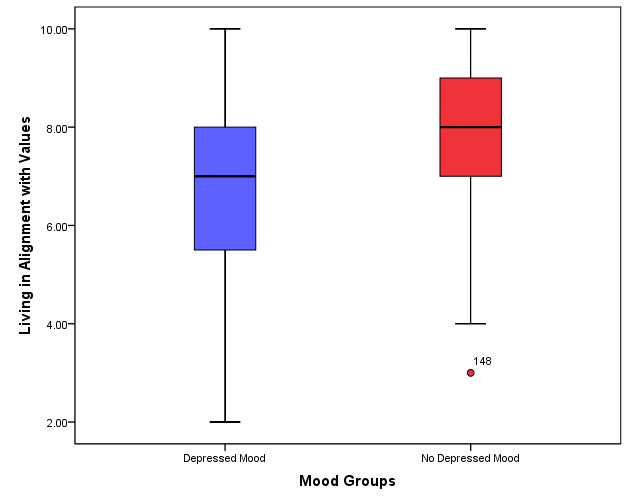 10.00
8.00
6.00
4.00
2.00
Living in Alignment with Values
148
Depressed Mood
No Depressed Mood
Mood Groups